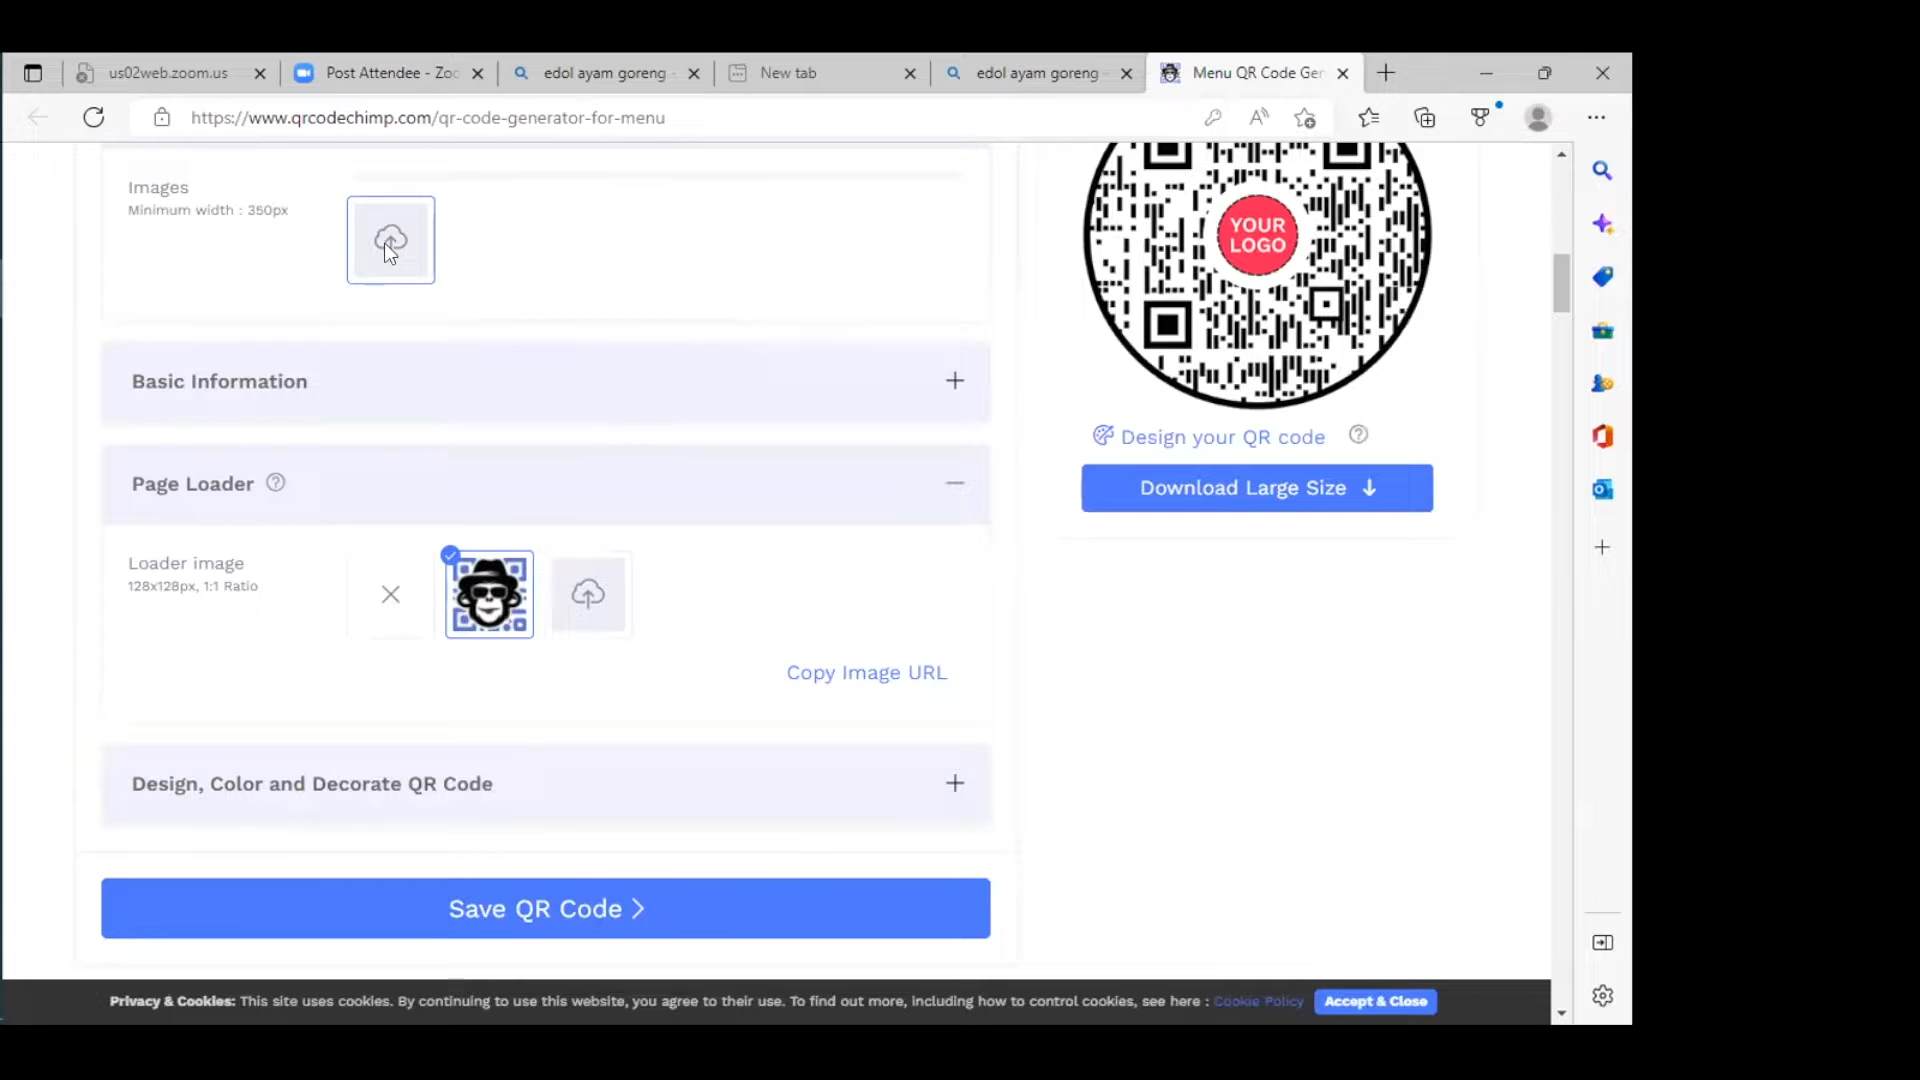 us02web.zoom.us
Post Attendee - Zoo
edol ayam goreng
New tab
edol ayam goreng
Menu QR Code Ger
https://www.qrcodechimp.com/qr-code-generator-for-menu
Images
Minimum width : 350px
YOUR
LOGO
Basic Information
Design your QR code
Page Loader
Download Large Size
Loader image
128x128px, 1:1 Ratio
Copy Image URL
Design, Color and Decorate QR Code
Save QR Code
Privacy & Cookies: This site uses cookies. By continuing to use this website, you agree to their use. To find out more, including how to control cookies, see here : Cookie Policy
Accept & Close